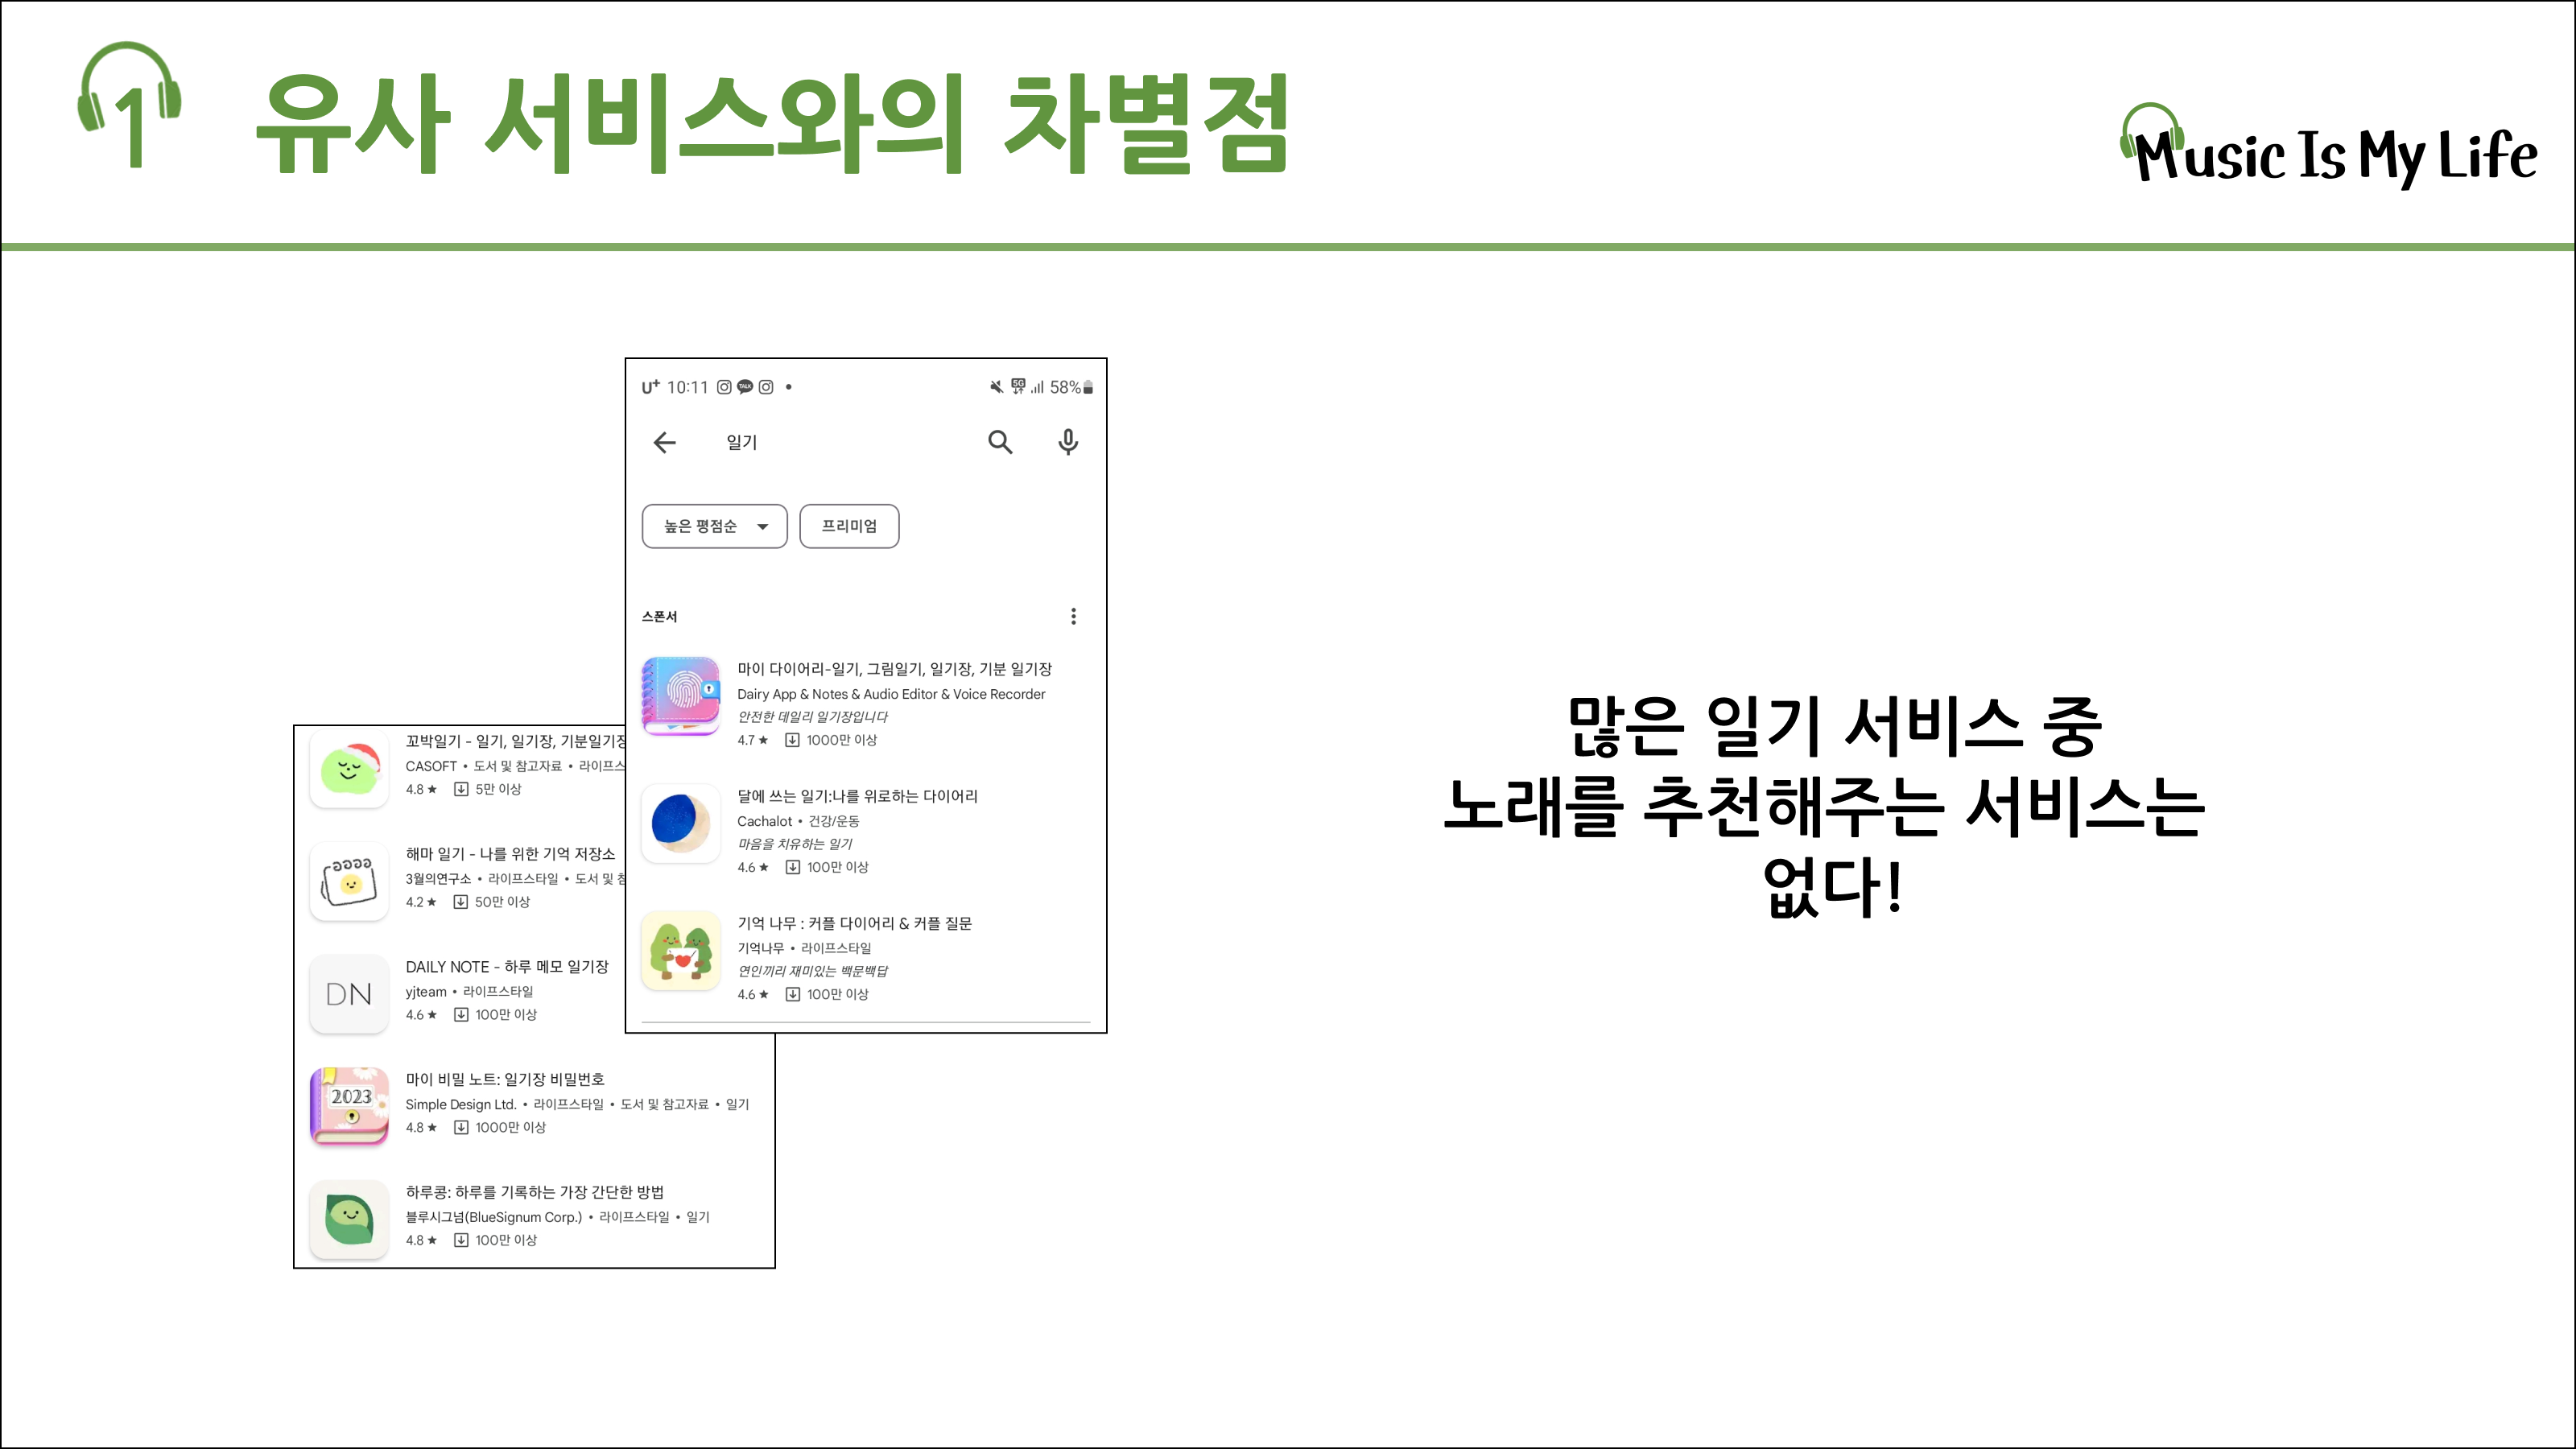 1 유사 서비스와의 차별점
Music Is My Life
U+ 10:11 TALK 5G 58%
일기
높은 평점순 프리미엄
스폰서
마이 다이어리-일기, 그림일기, 일기장, 기분 일기장
Dairy App & Notes & Audio Editor & Voice Recorder
안전한 데일리 일기장입니다
4.7 ★ 1000만 이상
달에 쓰는 일기:나를 위로하는 다이어리
Cachalot • 건강/운동
마음을 치유하는 일기
4.6 ★ 100만 이상
기억 나무 : 커플 다이어리 & 커플 질문
기억나무 • 라이프스타일
연인끼리 재미있는 백문백답
4.6 ★ 100만 이상
꼬박일기 - 일기, 일기장, 기분일기장
CASOFT • 도서 및 참고자료 • 라이프스
4.8 ★ 5만 이상
해마 일기 - 나를 위한 기억 저장소
3월의연구소 • 라이프스타일 • 도서 및 참
4.2 ★ 50만 이상
DN
DAILY NOTE - 하루 메모 일기장
yjteam • 라이프스타일
4.6 ★ 100만 이상
2023
마이 비밀 노트: 일기장 비밀번호
Simple Design Ltd. • 라이프스타일 • 도서 및 참고자료 • 일기
4.8 ★ 1000만 이상
하루콩: 하루를 기록하는 가장 간단한 방법
블루시그넘(BlueSignum Corp.) • 라이프스타일 • 일기
4.8 ★ 100만 이상
많은 일기 서비스 중
노래를 추천해주는 서비스는
없다!